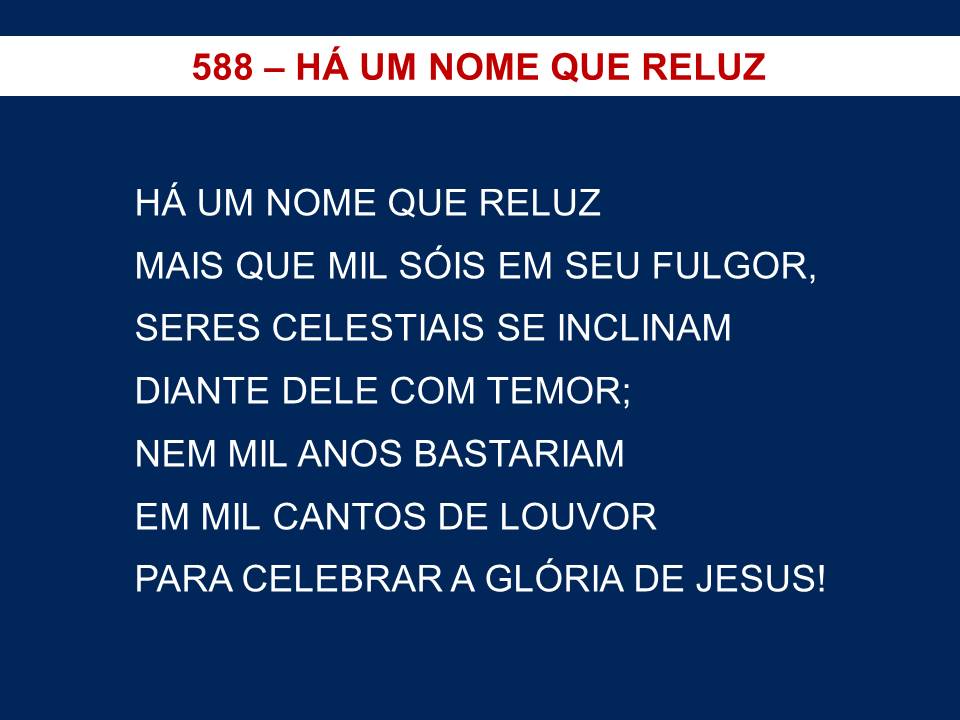 588 – HÁ UM NOME QUE RELUZ
HÁ UM NOME QUE RELUZ
MAIS QUE MIL SÓIS EM SEU FULGOR,
SERES CELESTIAIS SE INCLINAM
DIANTE DELE COM TEMOR;
NEM MIL ANOS BASTARIAM
EM MIL CANTOS DE LOUVOR
PARA CELEBRAR A GLÓRIA DE JESUS!